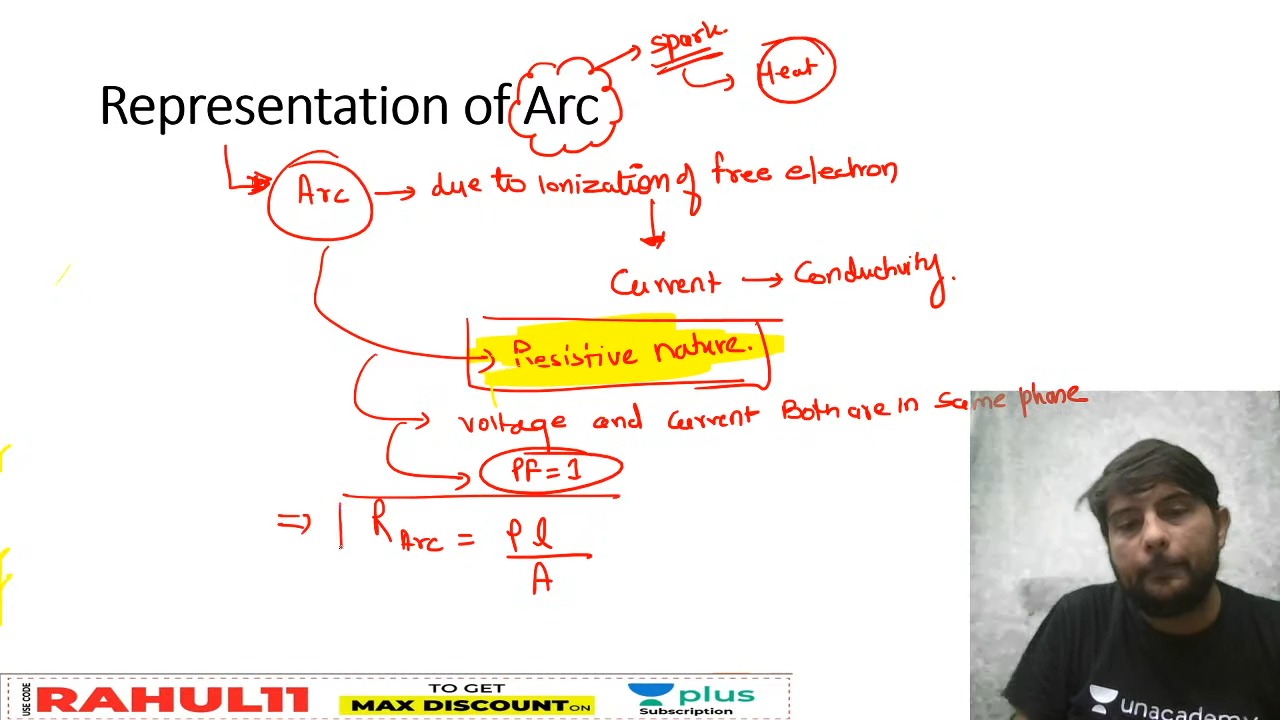 spark.
Heat
Representation of Arc
Arc → due to Ionization of free electron
Current → Conductivity.
Resistive nature.
voltage and current Both are in same phase
PF = 1
⇒ R Arc = ρl
A
USE CODE
RAHUL11
TO GET
MAX DISCOUNT ON
plus
Subscription
unacademy